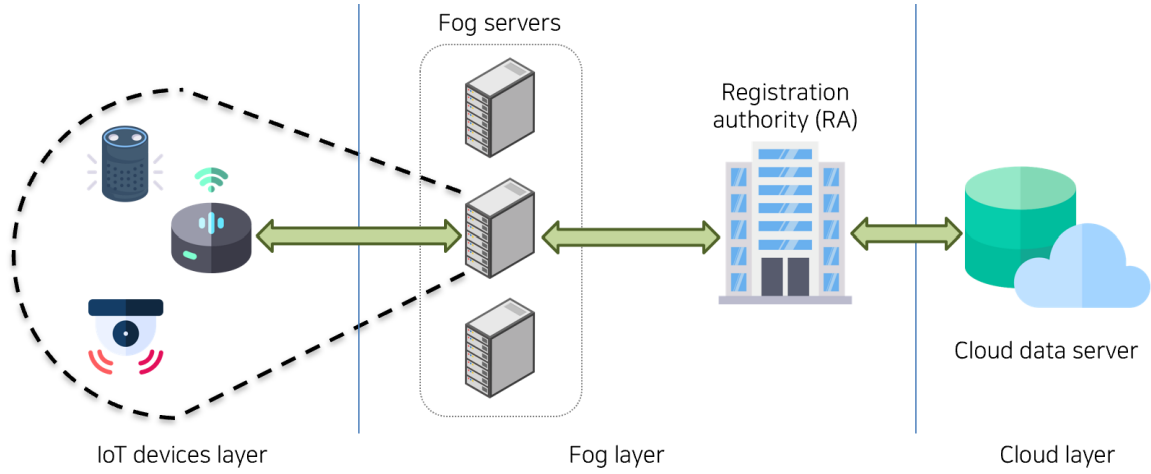 Fog servers
Registration
authority (RA)
Cloud data server
IoT devices layer
Fog layer
Cloud layer